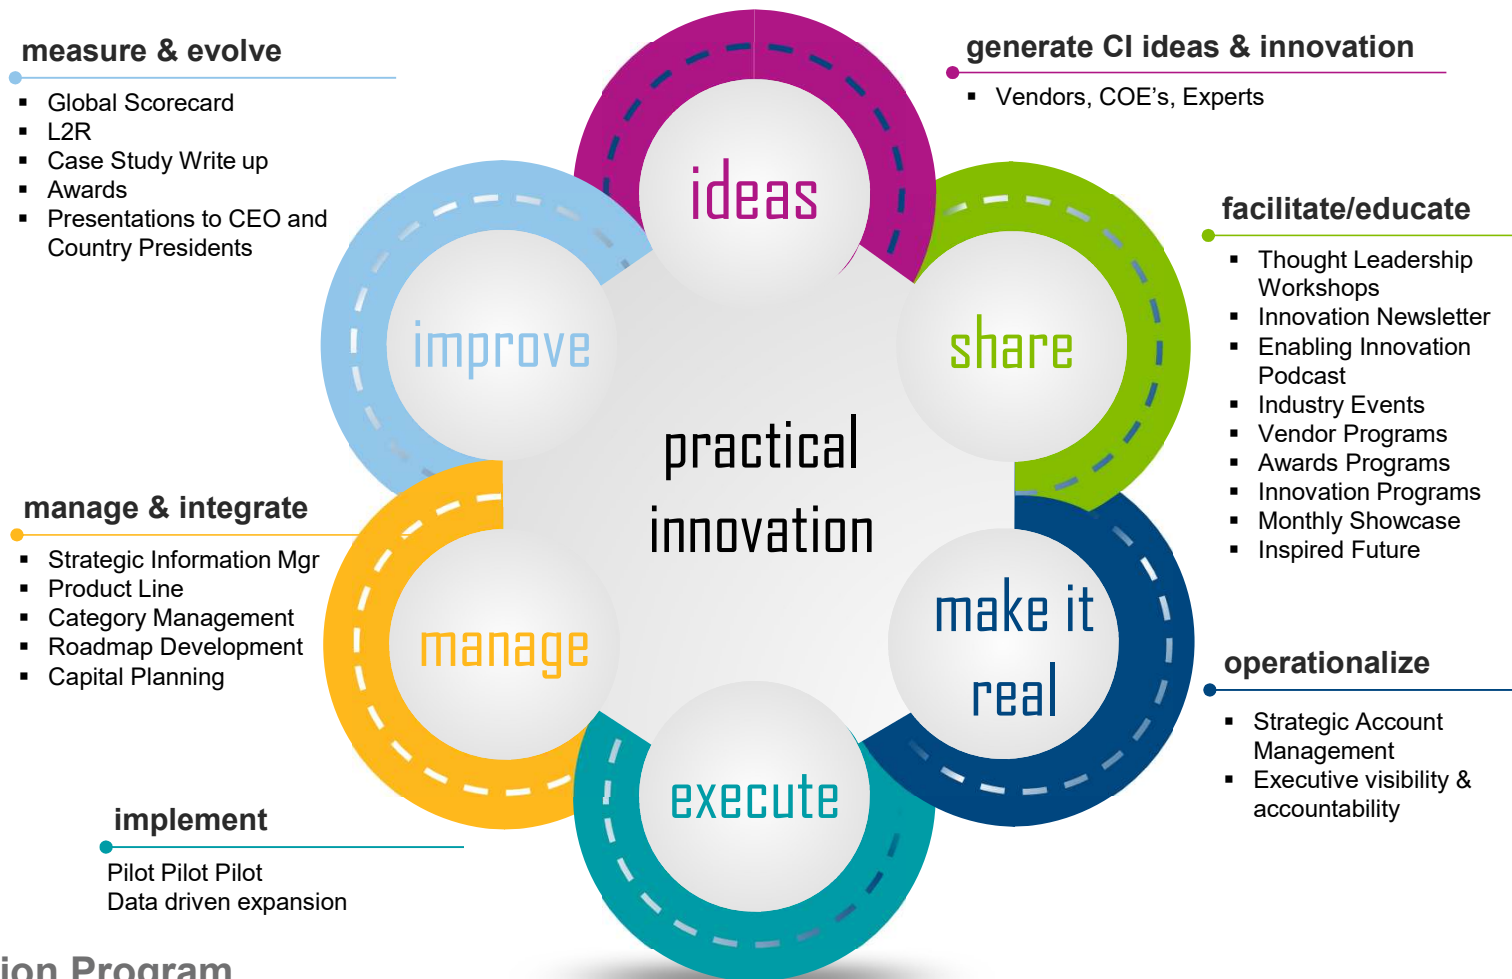 measure & evolve
▪ Global Scorecard
▪ L2R
▪ Case Study Write up
▪ Awards
▪ Presentations to CEO and
Country Presidents
generate CI ideas & innovation
▪ Vendors, COE's, Experts
ideas
facilitate/educate
▪ Thought Leadership
Workshops
▪ Innovation Newsletter
▪ Enabling Innovation
Podcast
▪ Industry Events
▪ Vendor Programs
▪ Awards Programs
▪ Innovation Programs
▪ Monthly Showcase
▪ Inspired Future
improve
share
practical
innovation
manage & integrate
▪ Strategic Information Mgr
▪ Product Line
▪ Category Management
▪ Roadmap Development
▪ Capital Planning
manage
make it
real
operationalize
▪ Strategic Account
Management
▪ Executive visibility &
accountability
execute
implement
Pilot Pilot Pilot
Data driven expansion
Program